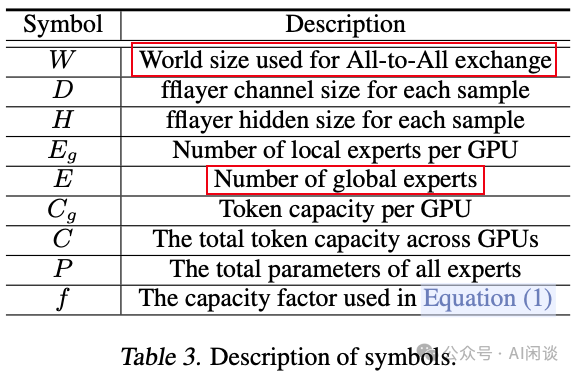 Symbol Description
W World size used for All-to-All exchange
D fflayer channel size for each sample
H fflayer hidden size for each sample
E_g Number of local experts per GPU
E Number of global experts
C_g Token capacity per GPU
C The total token capacity across GPUs
P The total parameters of all experts
f The capacity factor used in Equation (1)
Table 3. Description of symbols.
公众号 · AI闲谈